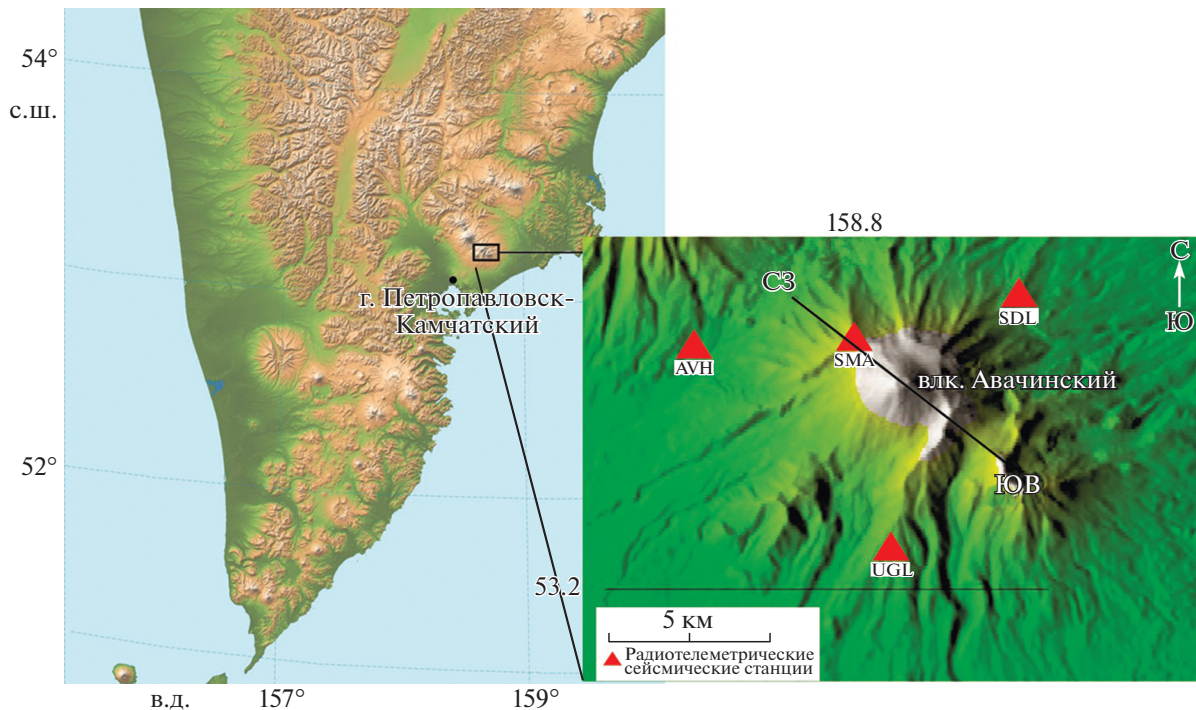 54°
с.ш.
г. Петропавловск-
Камчатский
52°
в.д.
157°
159°
158.8
53.2
СЗ
С
Ю
SDL
AVH
SMA
влк. Авачинский
ЮВ
UGL
5 км
Радиотелеметрические
сейсмические станции